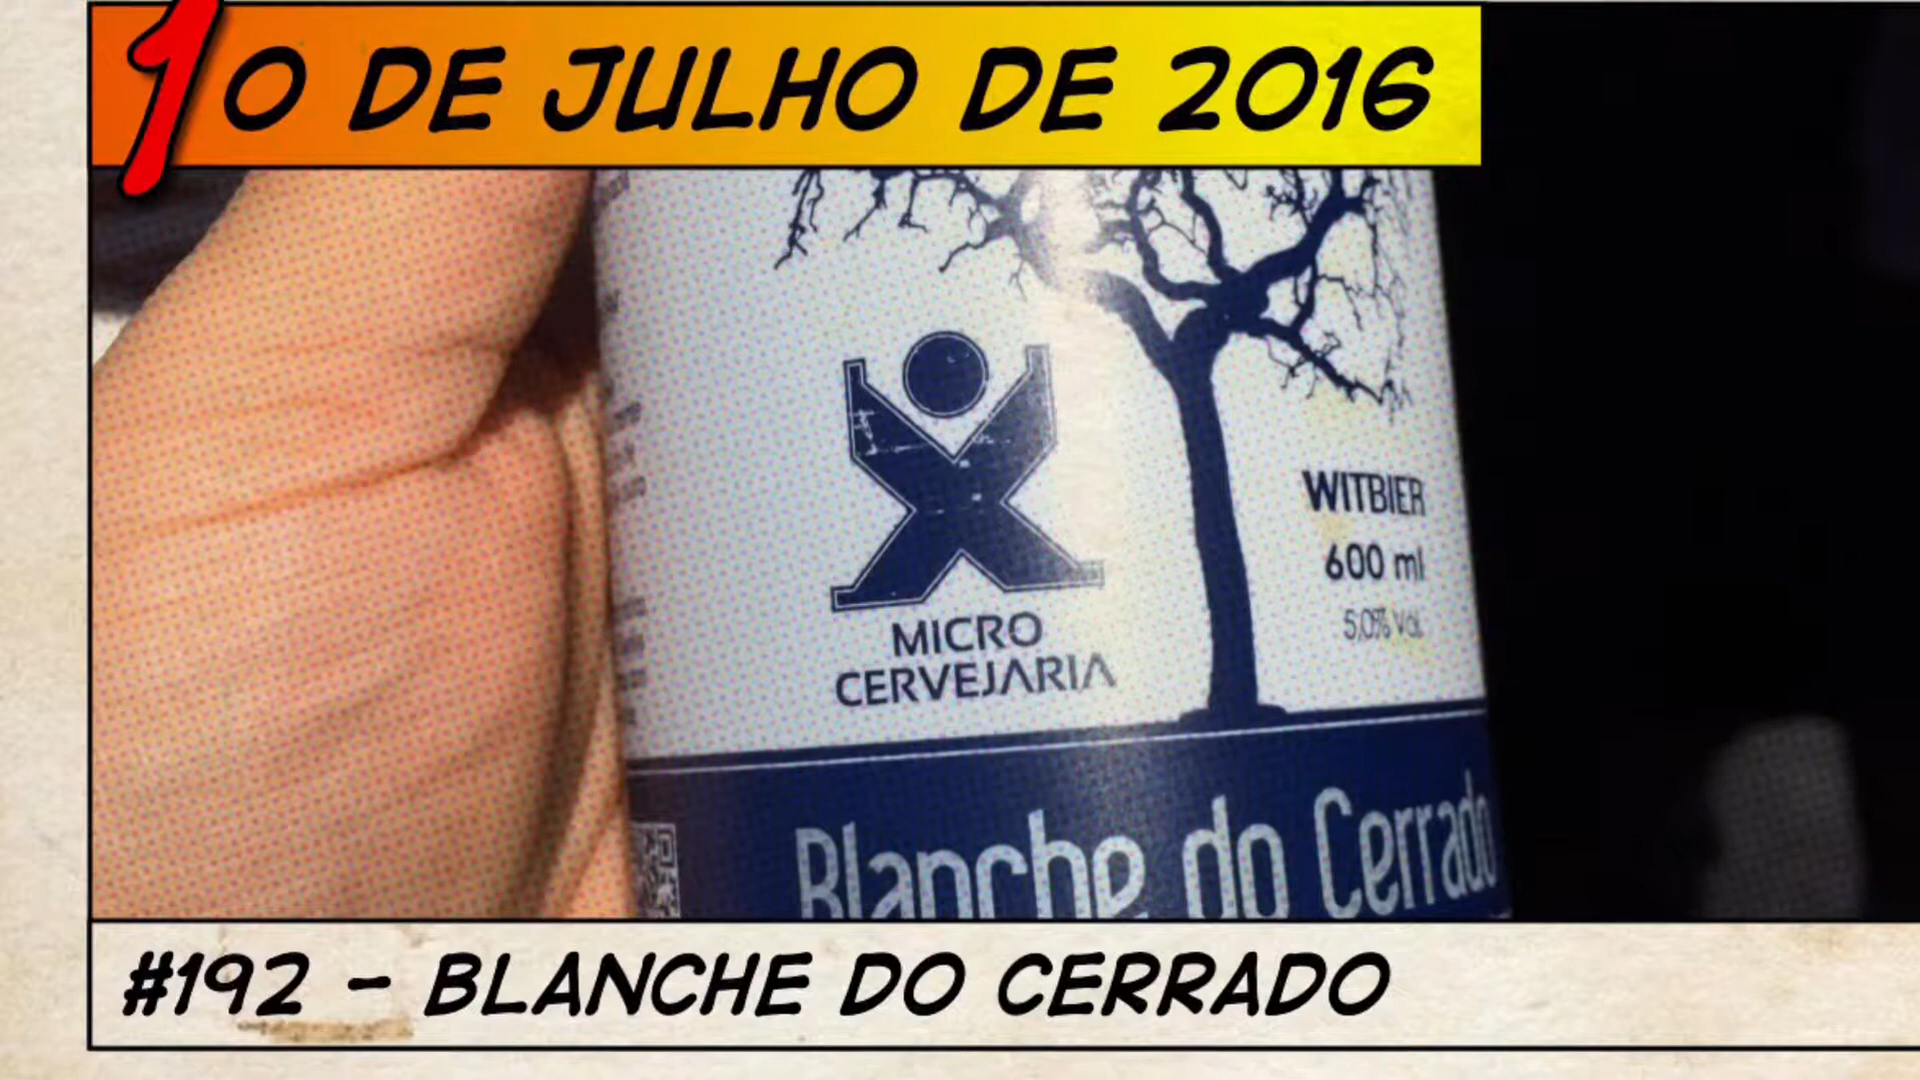 10 DE JULHO DE 2016
WITBIER
600 ml
5,0% Vol.
MICRO
CERVEJARIA
Blanche do Cerrado
#192 - BLANCHE DO CERRADO